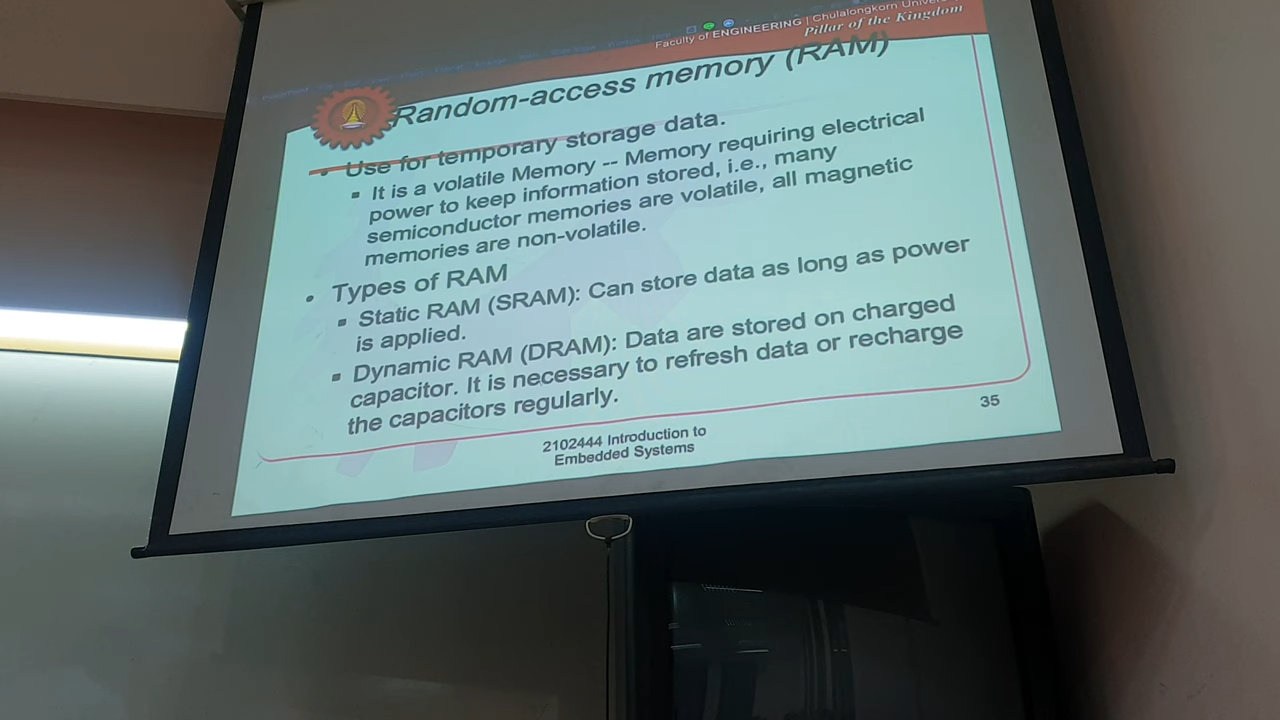 Faculty of ENGINEERING | Chulalongkorn
Pillar of the Kingdom
Random-access memory (RAM)
• Use for temporary storage data.
▪ It is a volatile Memory -- Memory requiring electrical
power to keep information stored, i.e., many
semiconductor memories are volatile, all magnetic
memories are non-volatile.
• Types of RAM
▪ Static RAM (SRAM): Can store data as long as power
is applied.
▪ Dynamic RAM (DRAM): Data are stored on charged
capacitor. It is necessary to refresh data or recharge
the capacitors regularly.
2102444 Introduction to
Embedded Systems
35